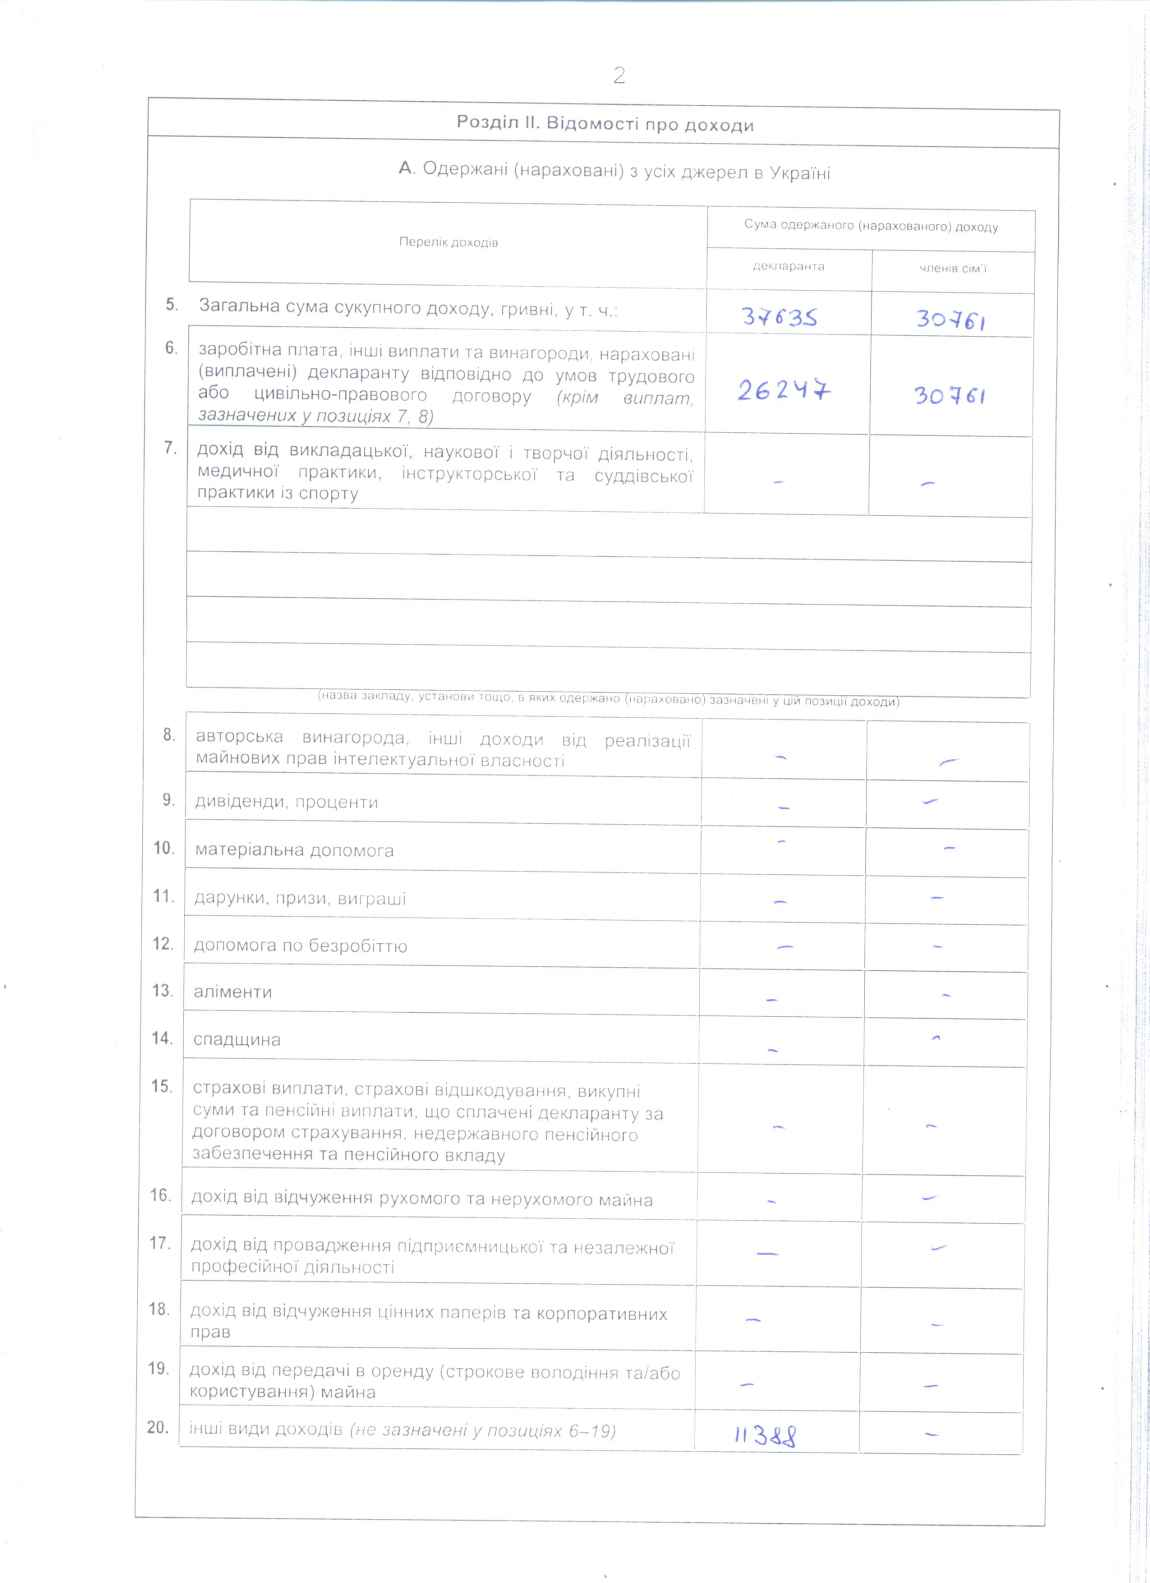 2
Розділ II. Відомості про доходи
А. Одержані (нараховані) з усіх джерел в Україні
Перелік доходів
Сума одержаного (нарахованого) доходу
декларанта
членів сім'ї
5. Загальна сума сукупного доходу, гривні, у т. ч.: 37635 30761
6. заробітна плата, інші виплати та винагороди, нараховані
(виплачені) декларанту відповідно до умов трудового
або цивільно-правового договору (крім виплат, 26247 30761
зазначених у позиціях 7, 8)
7. дохід від викладацької, наукової і творчої діяльності,
медичної практики, інструкторської та суддівської – –
практики із спорту
(назва закладу, установи тощо, в яких одержано (нараховано) зазначені у цій позиції доходи)
8. авторська винагорода, інші доходи від реалізації
майнових прав інтелектуальної власності – –
9. дивіденди, проценти – –
10. матеріальна допомога – –
11. дарунки, призи, виграші – –
12. допомога по безробіттю – –
13. аліменти – –
14. спадщина – –
15. страхові виплати, страхові відшкодування, викупні
суми та пенсійні виплати, що сплачені декларанту за
договором страхування, недержавного пенсійного – –
забезпечення та пенсійного вкладу
16. дохід від відчуження рухомого та нерухомого майна – –
17. дохід від провадження підприємницької та незалежної – –
професійної діяльності
18. дохід від відчуження цінних паперів та корпоративних – –
прав
19. дохід від передачі в оренду (строкове володіння та/або
користування) майна – –
20. інші види доходів (не зазначені у позиціях 6–19) 11388 –